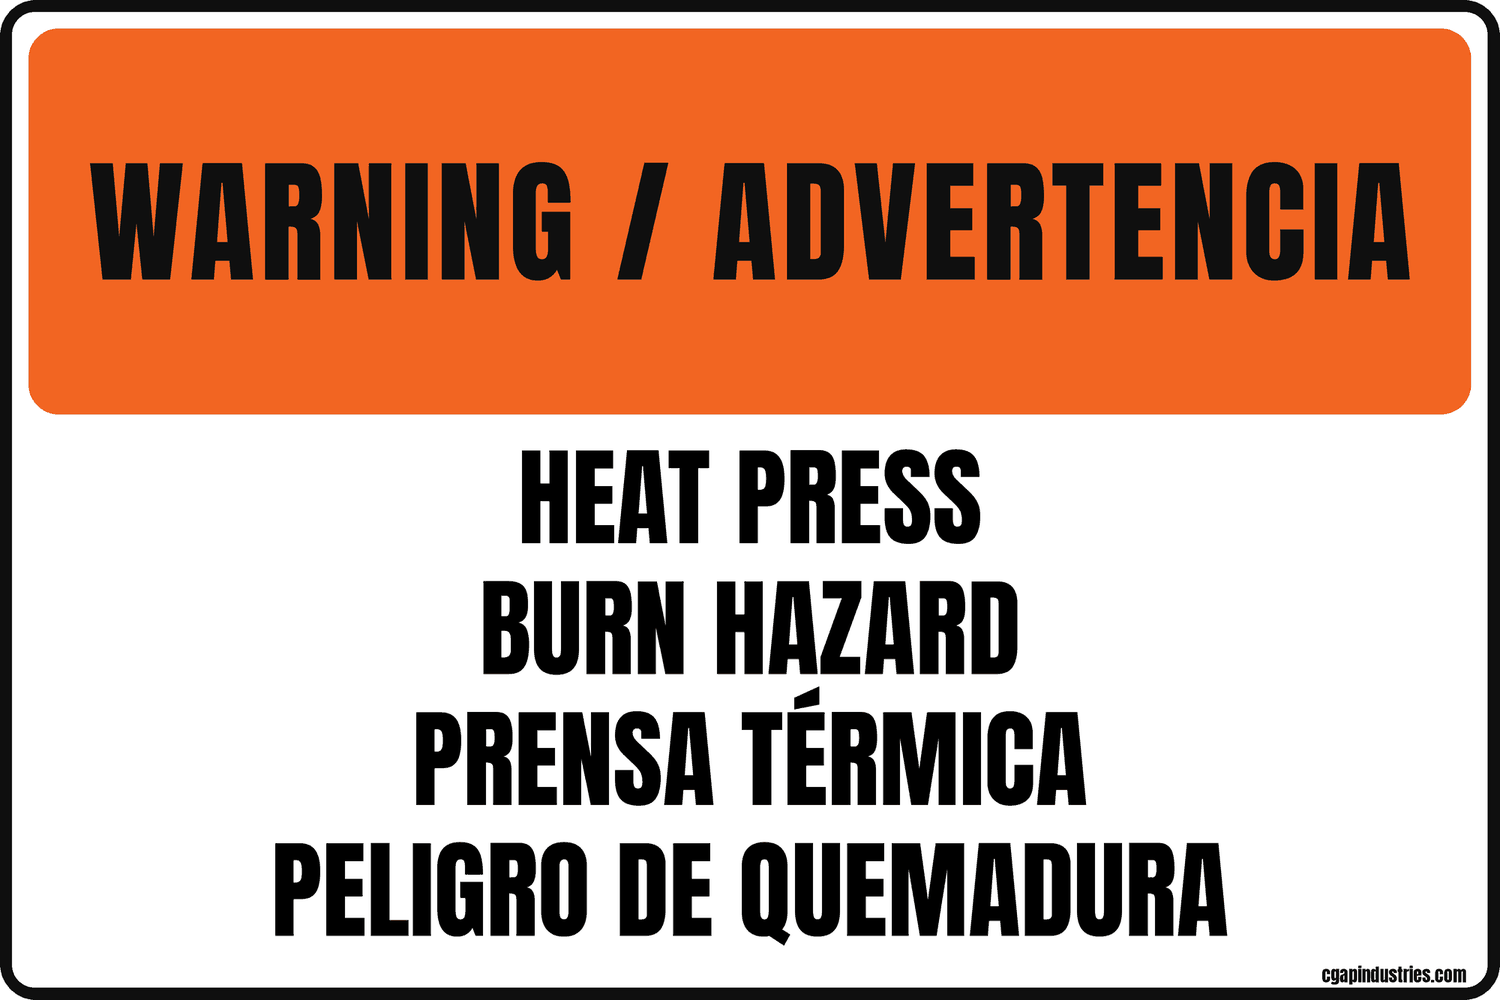 WARNING / ADVERTENCIA
HEAT PRESS
BURN HAZARD
PRENSA TÉRMICA
PELIGRO DE QUEMADURA
cgapindustries.com